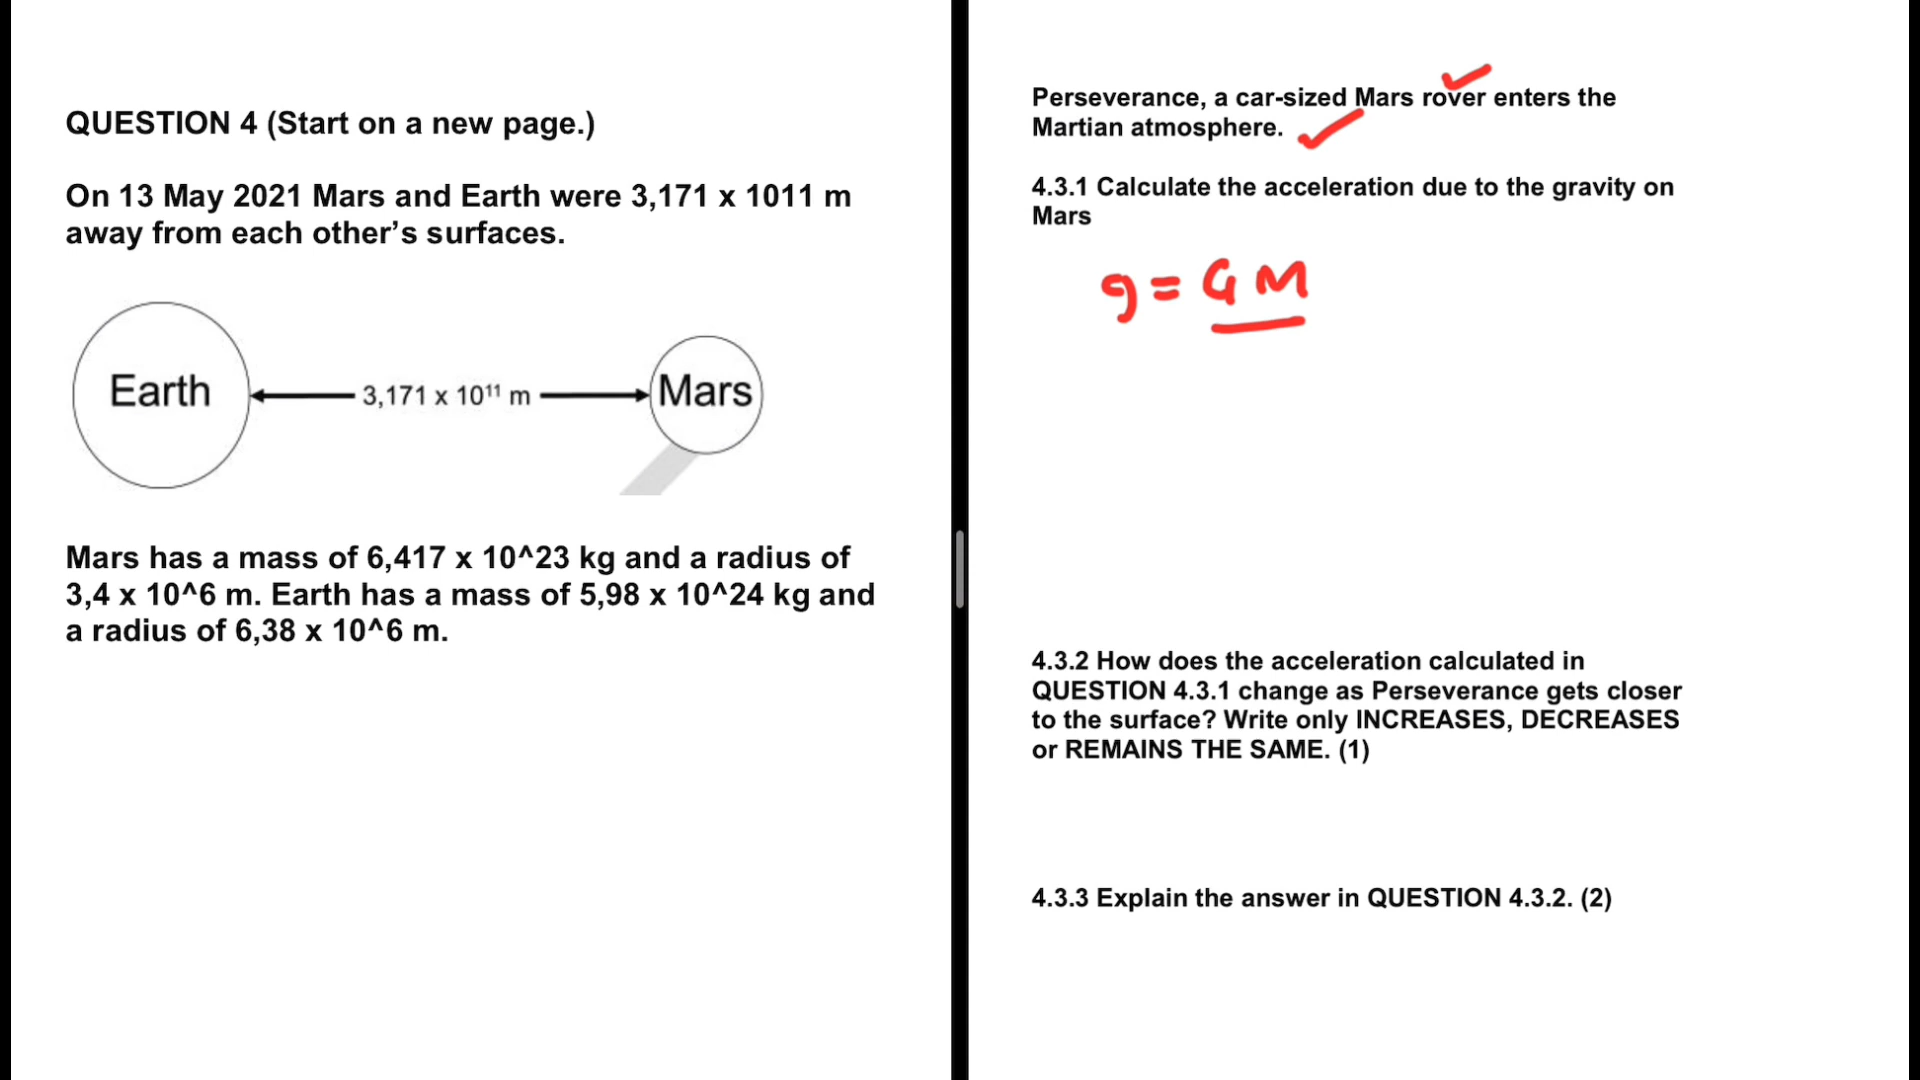 QUESTION 4 (Start on a new page.)
On 13 May 2021 Mars and Earth were 3,171 x 1011 m
away from each other’s surfaces.
Earth
3,171 x 10¹¹ m
Mars
Mars has a mass of 6,417 x 10^23 kg and a radius of
3,4 x 10^6 m. Earth has a mass of 5,98 x 10^24 kg and
a radius of 6,38 x 10^6 m.
Perseverance, a car-sized Mars rover enters the
Martian atmosphere.
4.3.1 Calculate the acceleration due to the gravity on
Mars
g = GM
4.3.2 How does the acceleration calculated in
QUESTION 4.3.1 change as Perseverance gets closer
to the surface? Write only INCREASES, DECREASES
or REMAINS THE SAME. (1)
4.3.3 Explain the answer in QUESTION 4.3.2. (2)